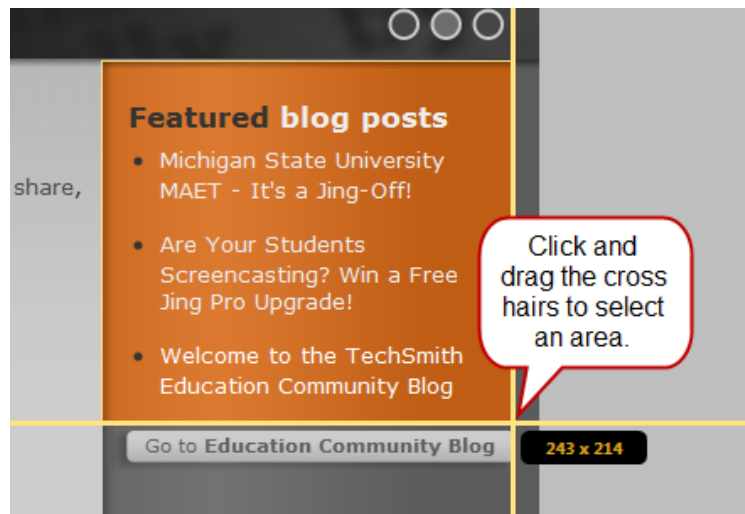 Featured blog posts
• Michigan State University
MAET - It's a Jing-Off!
share,
• Are Your Students
Screencasting? Win a Free
Jing Pro Upgrade!
Click and
drag the cross
hairs to select
an area.
• Welcome to the TechSmith
Education Community Blog
Go to Education Community Blog
243 x 214